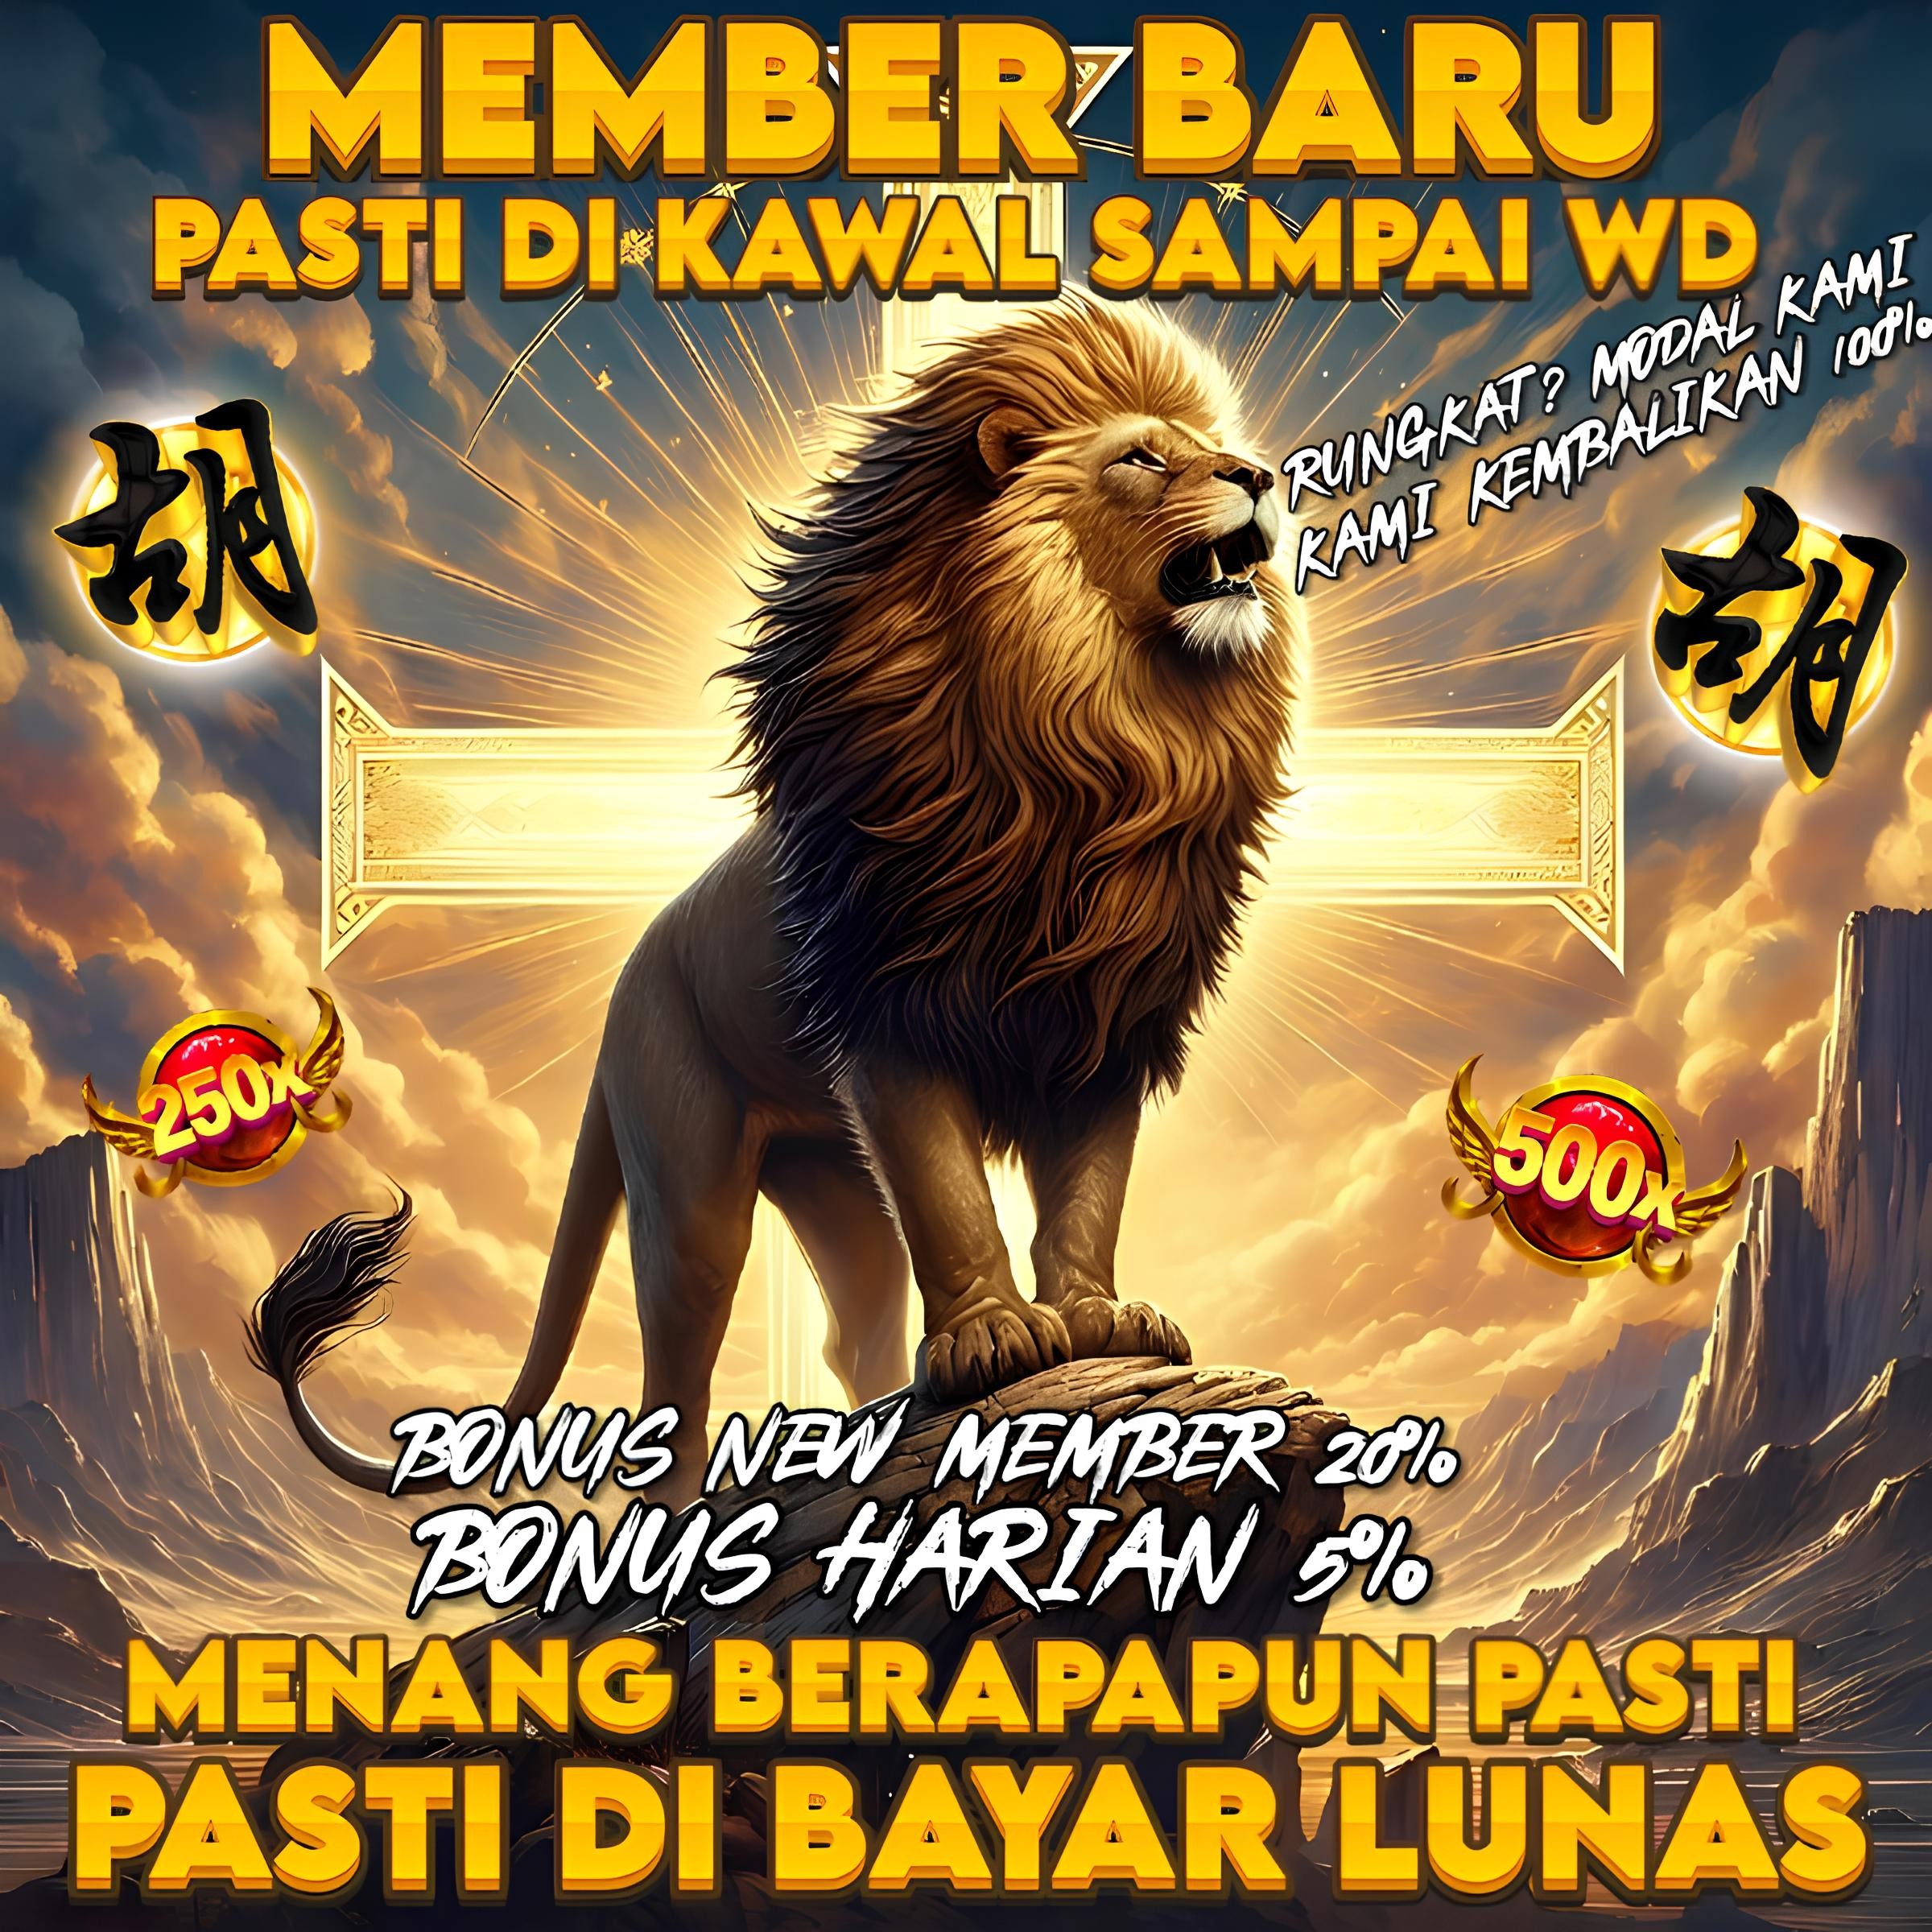 MEMBER BARU
PASTI DI KAWAL SAMPAI WD
RUNGKAT? MODAL KAMI
KAMI KEMBALIKAN 100%
胡
胡
250x
500x
BONUS NEW MEMBER 20%
BONUS HARIAN 5%
MENANG BERAPAPUN PASTI
PASTI DI BAYAR LUNAS